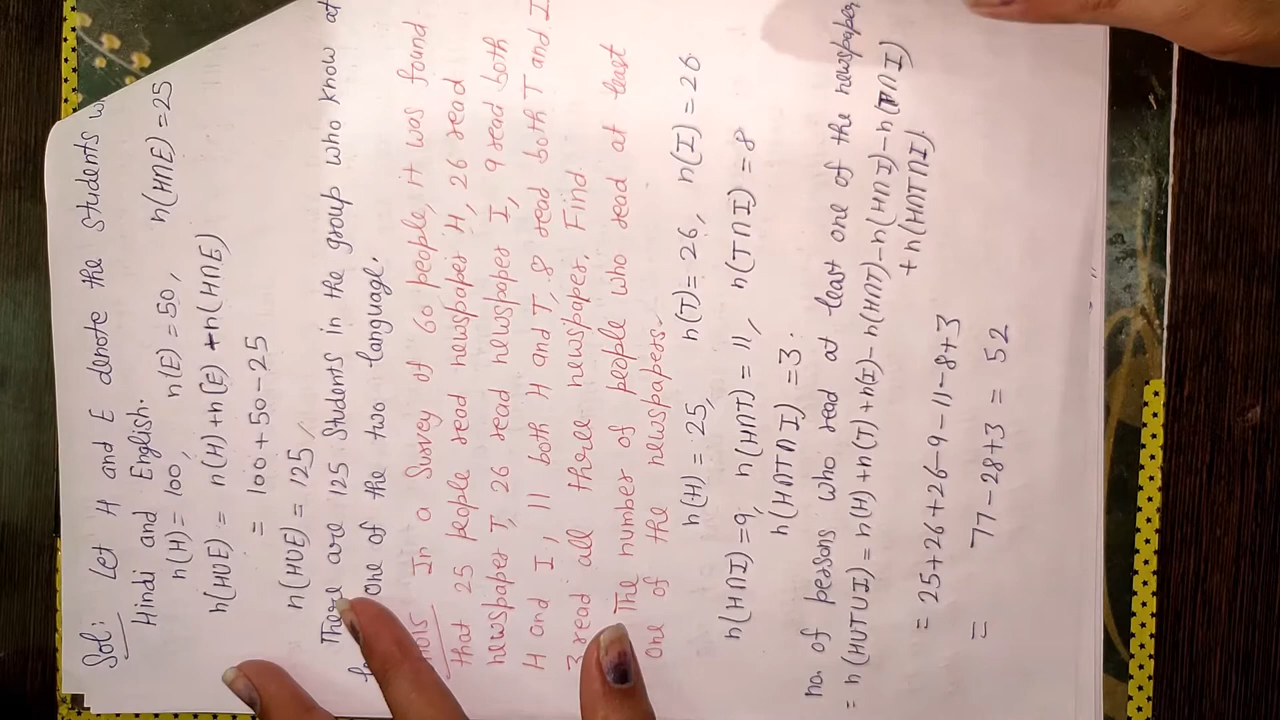 Sol: Let H and E denote the students
Hindi and English.
n(H) = 100, n(E) = 50, n(H∩E) = 25
n(HUE) = n(H) + n(E) + n(H∩E)
= 100 + 50 - 25
n(HUE) = 125
There are 125 students in the group who know at
one of the two language.
In a Survey of 60 people, it was found
that 25 people read newspaper H, 26 read
newspaper T, 26 read newspaper I, 9 read both
H and I, 11 both H and T, 8 read both T and I
3 read all three newspapers. Find
The number of people who read at least
one of the newspapers.
n(H) = 25, n(T) = 26, n(I) = 26.
n(H∩I) = 9, n(H∩T) = 11, n(T∩I) = 8
n(H∩T∩I) = 3.
no. of persons who read at least one of the newspaper,
= n(HUTUI) = n(H) + n(T) + n(I) - n(H∩T) - n(H∩I) - n(T∩I)
+ n(H∩T∩I).
= 25+26+26-9-11-8+3
= 77-28+3 = 52